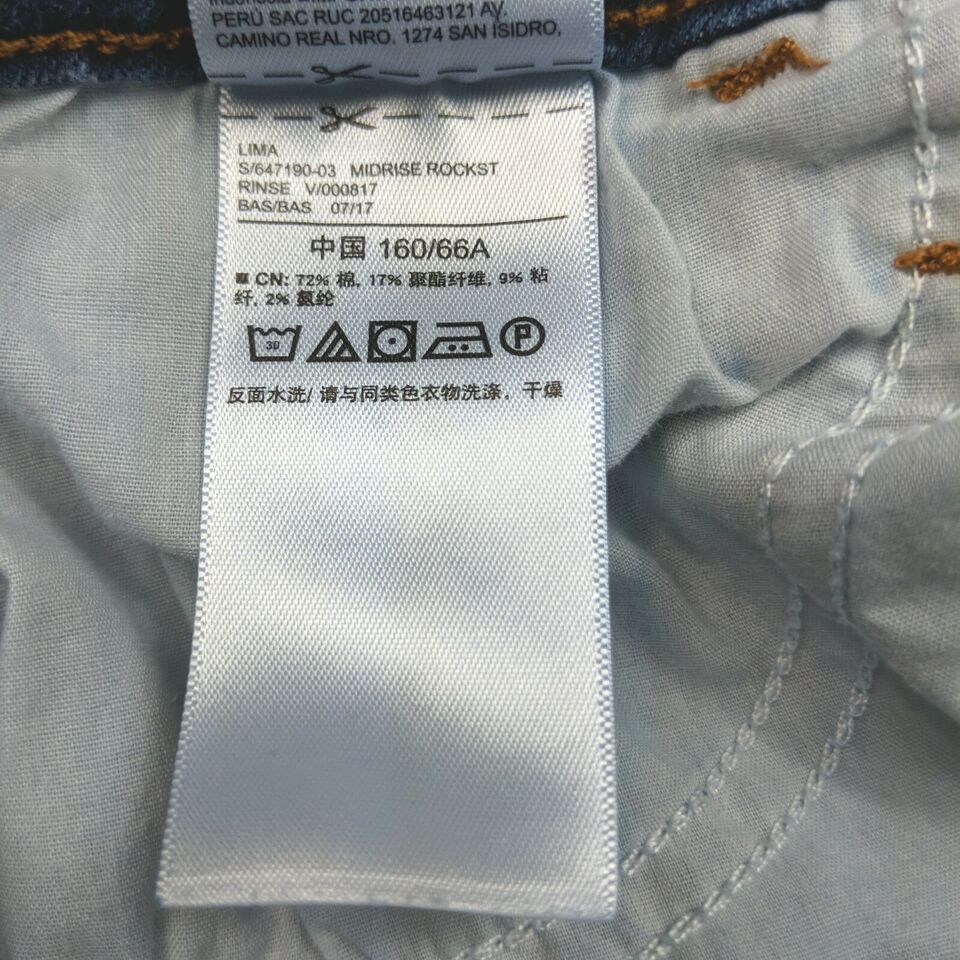 PERÚ SAC RUC 20516463121 AV.
CAMINO REAL NRO. 1274 SAN ISIDRO,
LIMA
S/647190-03 MIDRISE ROCKST
RINSE V/000817
BAS/BAS 07/17
中国 160/66A
■ CN: 72% 棉, 17% 聚酯纤维, 9% 粘
纤, 2% 氨纶
30 P
反面水洗/ 请与同类色衣物洗涤, 干燥